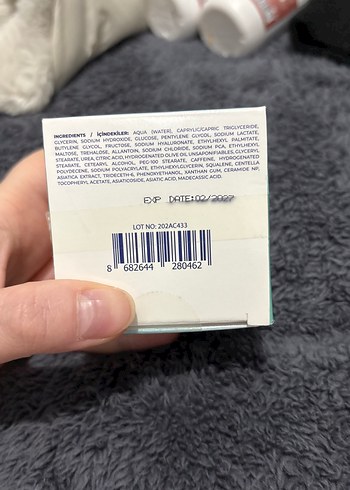 INGREDIENTS / İÇİNDEKİLER: AQUA (WATER), CAPRYLIC/CAPRIC TRIGLYCERIDE,
GLYCERIN, SODIUM HYDROXIDE, GLUCOSE, PENTYLENE GLYCOL, SODIUM LACTATE,
BUTYLENE GLYCOL, FRUCTOSE, SODIUM HYALURONATE, ETHYLHEXYL PALMITATE,
MALTOSE, TREHALOSE, ALLANTOIN, SODIUM CHLORIDE, SODIUM PCA, ETHYLHEXYL
STEARATE, UREA, CITRIC ACID, HYDROGENATED OLIVE OIL UNSAPONIFIABLES, GLYCERYL
STEARATE, CETEARYL ALCOHOL, PEG-100 STEARATE, CAFFEINE, HYDROGENATED
POLYDECENE, SODIUM POLYACRYLATE, ETHYLHEXYL STEARATE, SQUALENE, CENTELLA
ASIATICA EXTRACT, TRIDECETH-6, PHENOXYETHANOL, XANTHAN GUM, CERAMIDE NP,
TOCOPHERYL ACETATE, ASIATICOSIDE, ASIATIC ACID, MADECASSIC ACID.
EXP DATE:02/2027
LOT NO: 202AC433
8 682644 280462